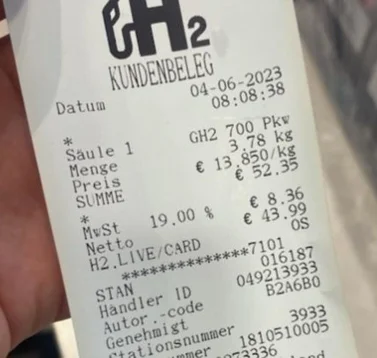 H2
KUNDENBELEG
Datum 04-06-2023
08:08:38
*
Säule 1 GH2 700 Pkw
Menge 3.78 kg
Preis € 13.850/kg
SUMME € 52.35
*
MwSt 19.00 % € 8.36
Netto € 43.99
H2.LIVE/CARD 0S
*************7101
STAN 016187
Händler ID 049213933
Autor.-code B2A6B0
Genehmigt
Stationsnummer 3933
1810510005